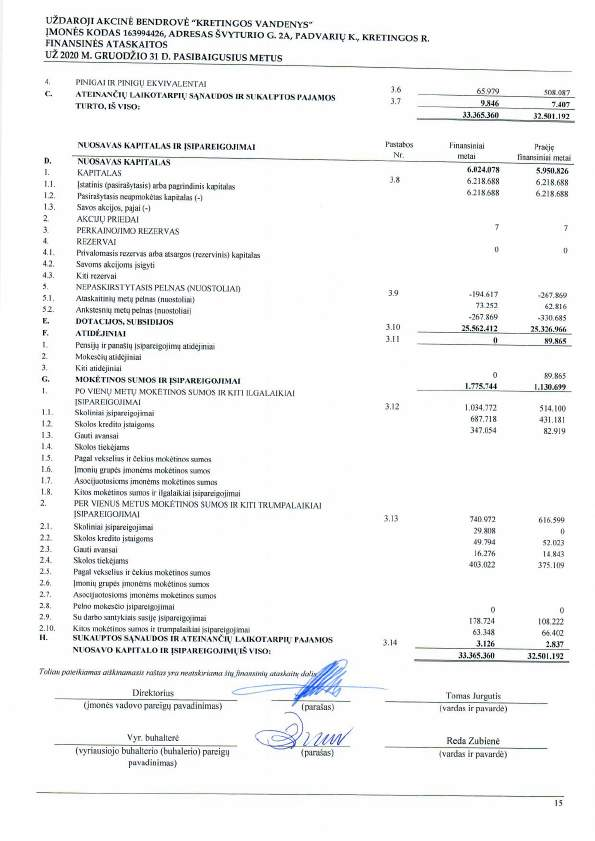 UŽDAROJI AKCINĖ BENDROVĖ “KRETINGOS VANDENYS”
ĮMONĖS KODAS 163994426, ADRESAS ŠVYTURIO G. 2A, PADVARIŲ K., KRETINGOS R.
FINANSINĖS ATASKAITOS
UŽ 2020 M. GRUODŽIO 31 D. PASIBAIGUSIUS METUS
4. PINIGAI IR PINIGŲ EKVIVALENTAI 3.6 65.979 508.087
C. ATEINANČIŲ LAIKOTARPIŲ SĄNAUDOS IR SUKAUPTOS PAJAMOS 3.7 9.846 7.407
TURTO, IŠ VISO: 33.365.360 32.501.192
NUOSAVAS KAPITALAS IR ĮSIPAREIGOJIMAI Pastabos Nr. Finansiniai metai Praėję finansiniai metai
D. NUOSAVAS KAPITALAS 6.024.078 5.950.826
1. KAPITALAS 3.8 6.218.688 6.218.688
1.1. Įstatinis (pasirašytasis) arba pagrindinis kapitalas 6.218.688 6.218.688
1.2. Pasirašytasis neapmokėtas kapitalas (-)
1.3. Savos akcijos, pajai (-)
2. AKCIJŲ PRIEDAI
3. PERKAINOJIMO REZERVAS 7 7
4. REZERVAI
4.1. Privalomasis rezervas arba atsargos (rezervinis) kapitalas 0 0
4.2. Savoms akcijoms įsigyti
4.3. Kiti rezervai
5. NEPASKIRSTYTASIS PELNAS (NUOSTOLIAI) 3.9 -194.617 -267.869
5.1. Ataskaitinių metų pelnas (nuostoliai) 73.252 62.816
5.2. Ankstesnių metų pelnas (nuostoliai) -267.869 -330.685
E. DOTACIJOS, SUBSIDIJOS 3.10 25.562.412 25.326.966
F. ATIDĖJINIAI 3.11 0 89.865
1. Pensijų ir panašių įsipareigojimų atidėjiniai
2. Mokesčių atidėjiniai
3. Kiti atidėjiniai 0 89.865
G. MOKĖTINOS SUMOS IR ĮSIPAREIGOJIMAI 1.775.744 1.130.699
1. PO VIENŲ METŲ MOKĖTINOS SUMOS IR KITI ILGALAIKIAI
ĮSIPAREIGOJIMAI 3.12 1.034.772 514.100
1.1. Skoliniai įsipareigojimai 687.718 431.181
1.2. Skolos kredito įstaigoms 347.054 82.919
1.3. Gauti avansai
1.4. Skolos tiekėjams
1.5. Pagal vekselius ir čekius mokėtinos sumos
1.6. Įmonių grupės įmonėms mokėtinos sumos
1.7. Asocijuotosioms įmonėms mokėtinos sumos
1.8. Kitos mokėtinos sumos ir ilgalaikiai įsipareigojimai
2. PER VIENUS METUS MOKĖTINOS SUMOS IR KITI TRUMPALAIKIAI
ĮSIPAREIGOJIMAI 3.13 740.972 616.599
2.1. Skoliniai įsipareigojimai 29.808 0
2.2. Skolos kredito įstaigoms 49.794 52.023
2.3. Gauti avansai 16.276 14.843
2.4. Skolos tiekėjams 403.022 375.109
2.5. Pagal vekselius ir čekius mokėtinos sumos
2.6. Įmonių grupės įmonėms mokėtinos sumos
2.7. Asocijuotosioms įmonėms mokėtinos sumos
2.8. Pelno mokesčio įsipareigojimai 0 0
2.9. Su darbo santykiais susiję įsipareigojimai 178.724 108.222
2.10. Kitos mokėtinos sumos ir trumpalaikiai įsipareigojimai 63.348 66.402
H. SUKAUPTOS SĄNAUDOS IR ATEINANČIŲ LAIKOTARPIŲ PAJAMOS 3.14 3.126 2.837
NUOSAVO KAPITALO IR ĮSIPAREIGOJIMŲ IŠ VISO: 33.365.360 32.501.192
Toliau pateikiamas aiškinamasis raštas yra neatskiriama šių finansinių ataskaitų dalis.
Direktorius Tomas Jurgutis
(įmonės vadovo pareigų pavadinimas) (parašas) (vardas ir pavardė)
Vyr. buhalterė Reda Zubienė
(vyriausiojo buhalterio (buhalerio) pareigų (parašas) (vardas ir pavardė)
pavadinimas)
15